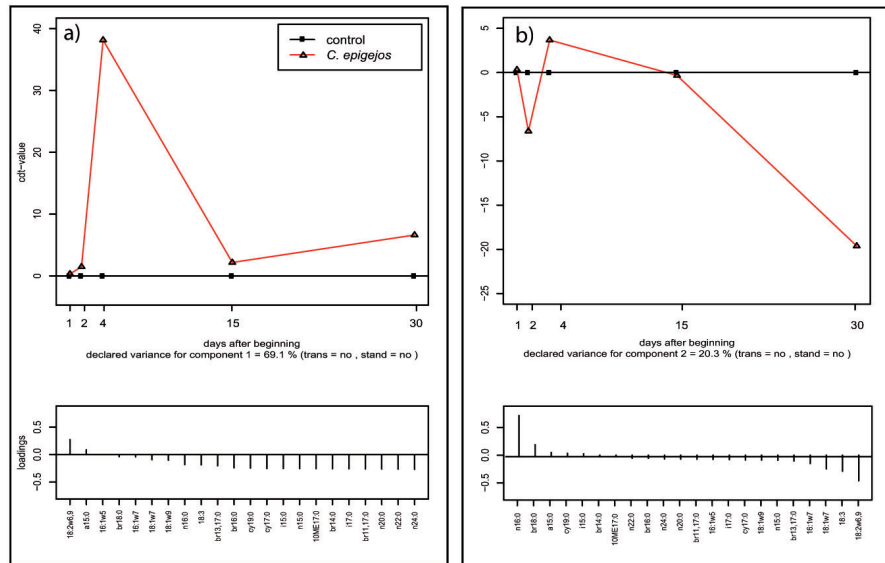 a)
control
C. epigejos
40
30
20
10
0
cdt-value
1 2 4 15 30
days after beginning
declared variance for component 1 = 69.1 % (trans = no , stand = no )
0.5
0.0
−0.5
loadings
18:2w6,9
a15:0
16:1w5
br18:0
16:1w7
18:1w7
18:1w9
n16:0
18:3
br13,17:0
br16:0
cy19:0
cy17:0
i15:0
n15:0
10ME17:0
br14:0
i17:0
br11,17:0
n20:0
n22:0
n24:0
b)
5
0
−5
−10
−15
−20
−25
1 2 4 15 30
days after beginning
declared variance for component 2 = 20.3 % (trans = no , stand = no )
0.5
0.0
−0.5
n16:0
br18:0
a15:0
cy19:0
i15:0
br14:0
10ME17:0
n22:0
br16:0
n24:0
n20:0
br11,17:0
16:1w5
i17:0
cy17:0
18:1w9
n15:0
br13,17:0
16:1w7
18:1w7
18:3
18:2w6,9